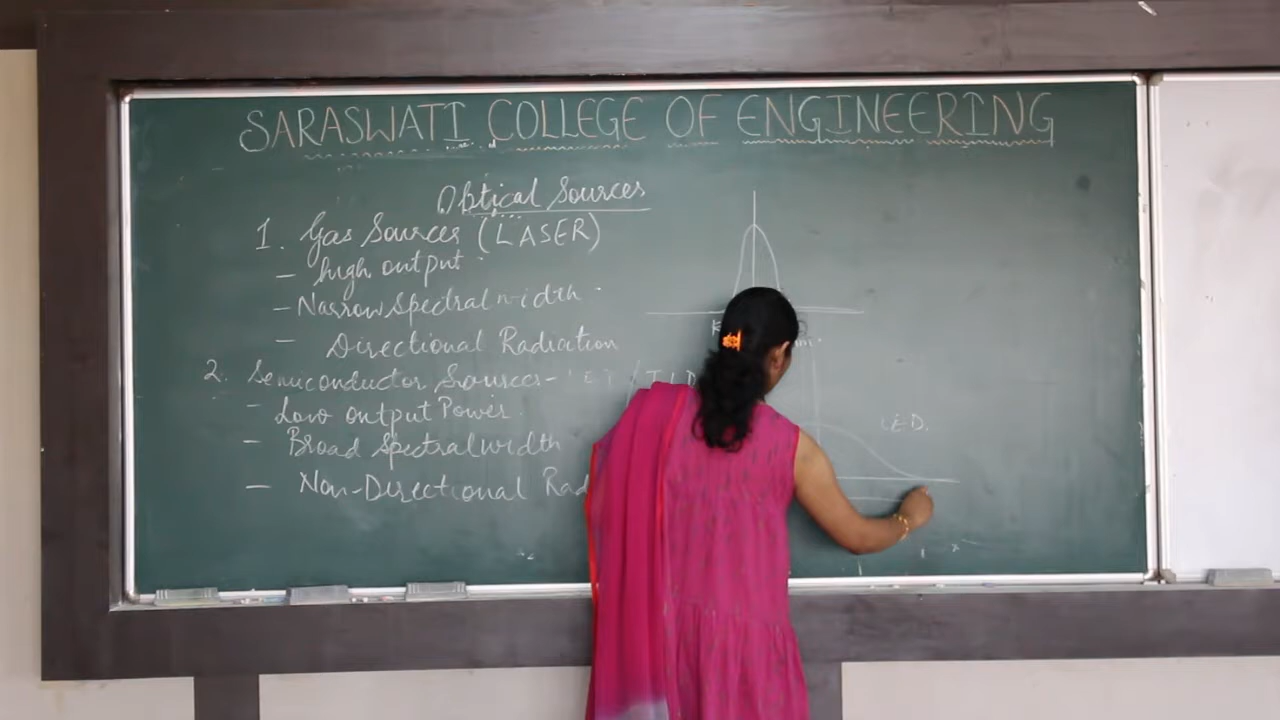 SARASWATI COLLEGE OF ENGINEERING
Optical Sources
1. Gas Sources (LASER)
- high output
- Narrow spectral width
- Directional Radiation
2. Semiconductor Sources -
- Low output Power
- Broad Spectral width
- Non-Directional Rad
LED.